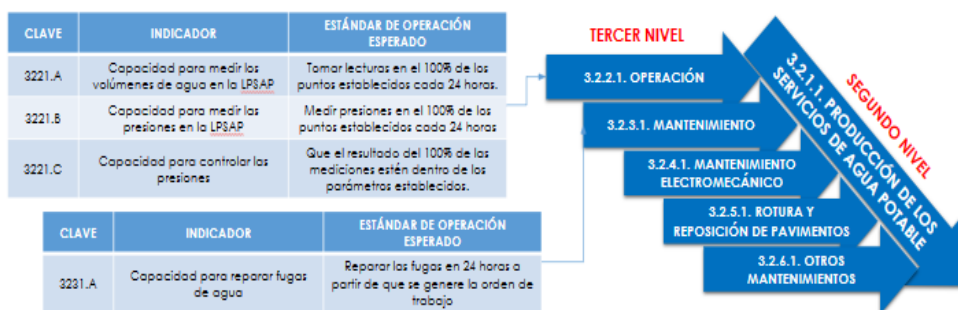 CLAVE
INDICADOR
ESTÁNDAR DE OPERACIÓN
ESPERADO
3221.A
Capacidad para medir los
volúmenes de agua en la LPSAP
Tomar lecturas en el 100% de los
puntos establecidos cada 24 horas.
3221.B
Capacidad para medir las
presiones en la LPSAP
Medir presiones en el 100% de los
puntos establecidos cada 24 horas
3221.C
Capacidad para controlar las
presiones
Que el resultado del 100% de las
mediciones estén dentro de los
parámetros establecidos.
CLAVE
INDICADOR
ESTÁNDAR DE OPERACIÓN
ESPERADO
3231.A
Capacidad para reparar fugas
de agua
Reparar las fugas en 24 horas a
partir de que se genere la orden de
trabajo
TERCER NIVEL
3.2.2.1. OPERACIÓN
3.2.3.1. MANTENIMIENTO
3.2.4.1. MANTENIMIENTO
ELECTROMECÁNICO
3.2.5.1. ROTURA Y
REPOSICIÓN DE PAVIMENTOS
3.2.6.1. OTROS
MANTENIMIENTOS
SEGUNDO NIVEL
3.2.1.1. PRODUCCIÓN DE LOS
SERVICIOS DE AGUA POTABLE